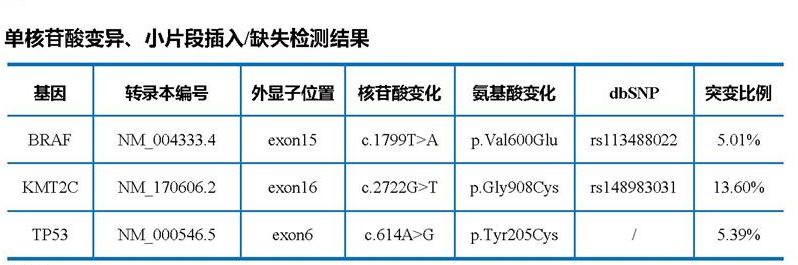 单核苷酸变异、小片段插入/缺失检测结果
基因 转录本编号 外显子位置 核苷酸变化 氨基酸变化 dbSNP 突变比例
BRAF NM_004333.4 exon15 c.1799T>A p.Val600Glu rs113488022 5.01%
KMT2C NM_170606.2 exon16 c.2722G>T p.Gly908Cys rs148983031 13.60%
TP53 NM_000546.5 exon6 c.614A>G p.Tyr205Cys / 5.39%